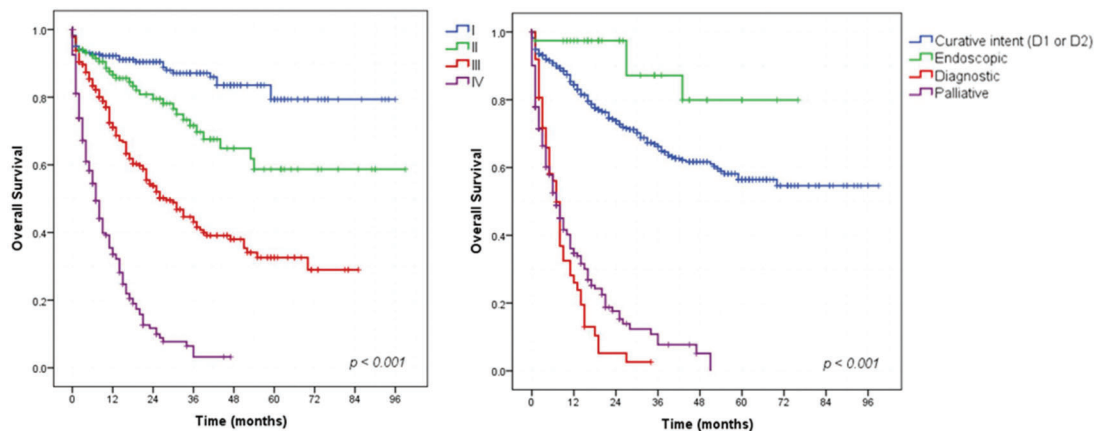 Overall Survival
1.0
0.8
0.6
0.4
0.2
0.0
0 12 24 36 48 60 72 84 96
Time (months)
p < 0.001
I
II
III
IV
Overall Survival
1.0
0.8
0.6
0.4
0.2
0.0
0 12 24 36 48 60 72 84 96
Time (months)
p < 0.001
Curative intent (D1 or D2)
Endoscopic
Diagnostic
Palliative